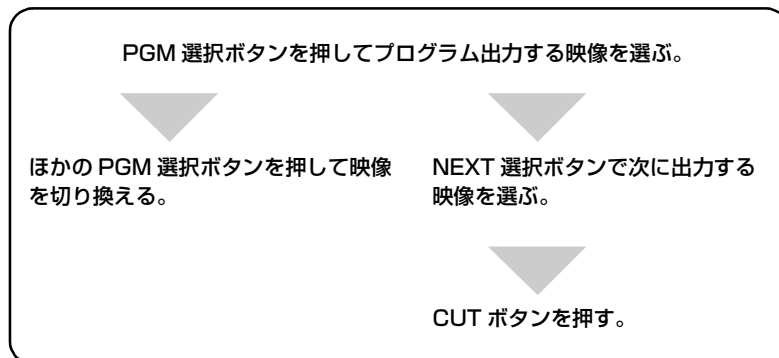 PGM 選択ボタンを押してプログラム出力する映像を選ぶ。
ほかの PGM 選択ボタンを押して映像
を切り換える。
NEXT 選択ボタンで次に出力する
映像を選ぶ。
CUT ボタンを押す。